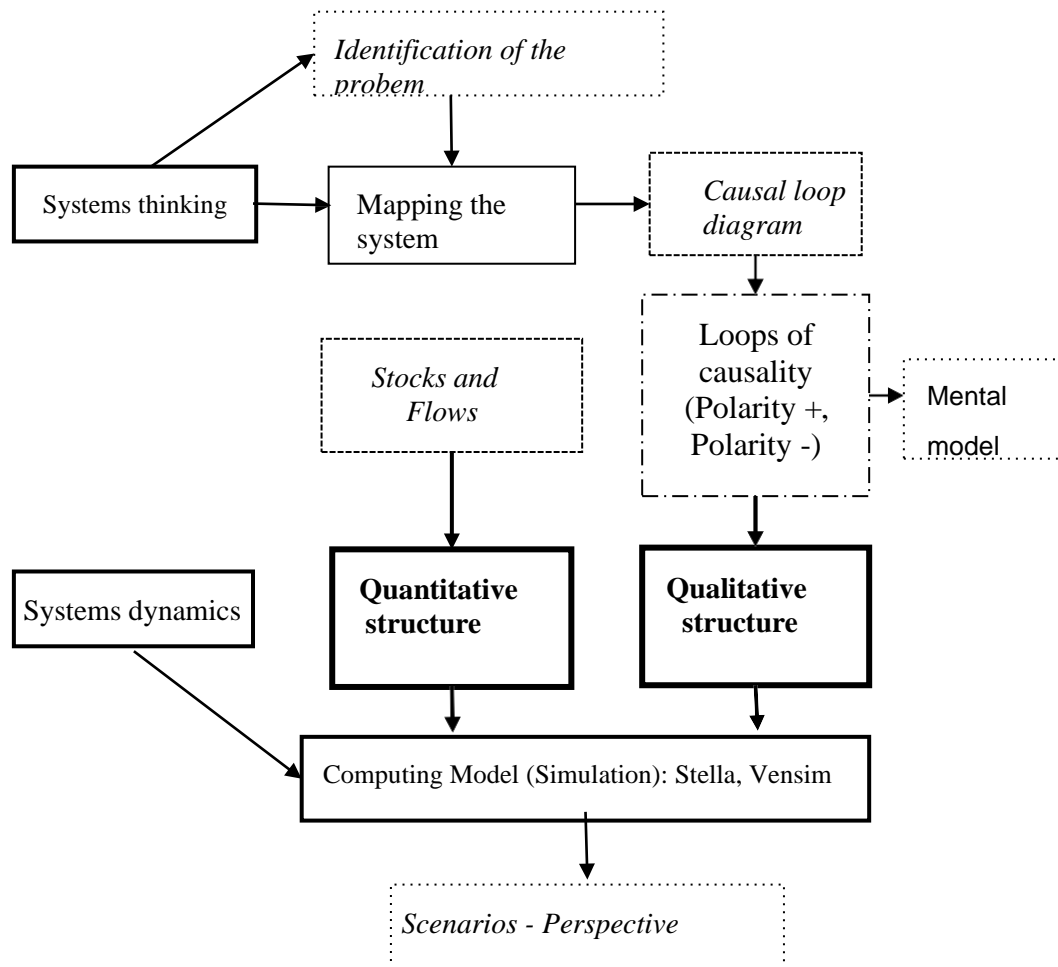 Identification of the
probem
Systems thinking
Mapping the
system
Causal loop
diagram
Loops of
causality
(Polarity +,
Polarity -)
Stocks and
Flows
Mental
model
Systems dynamics
Quantitative
structure
Qualitative
structure
Computing Model (Simulation): Stella, Vensim
Scenarios - Perspective